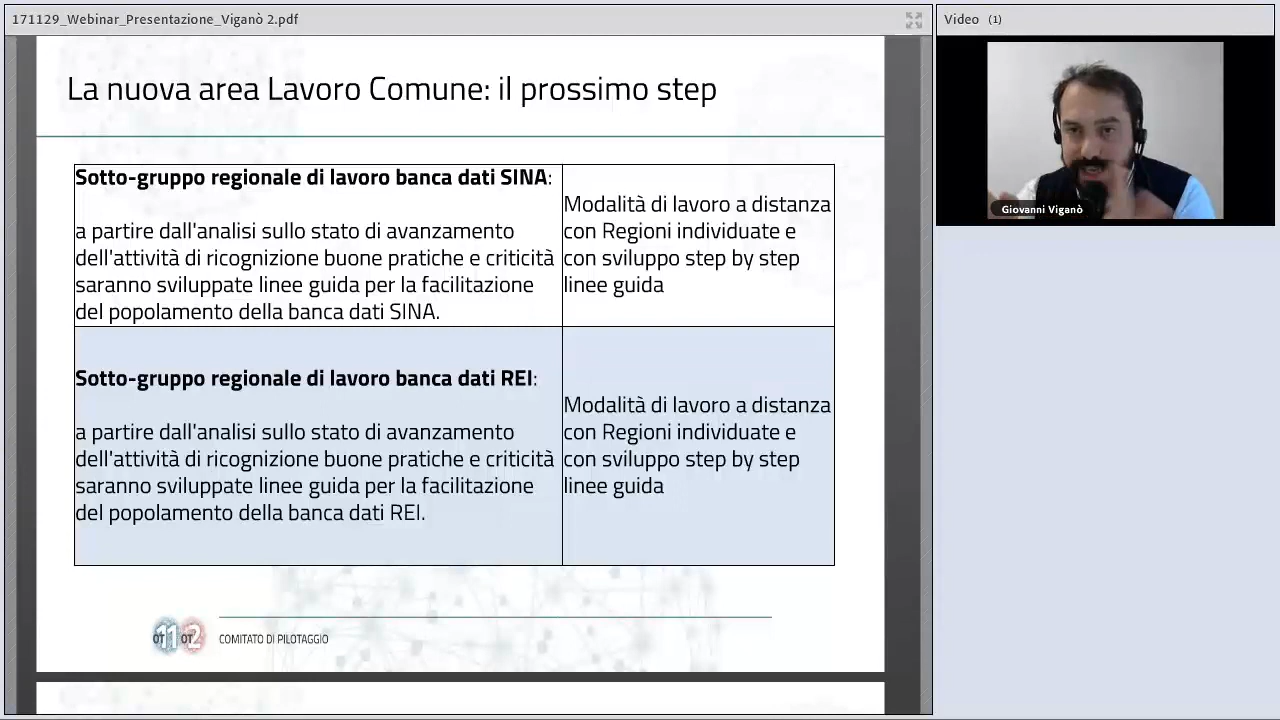 171129_Webinar_Presentazione_Viganò 2.pdf
Video (1)
La nuova area Lavoro Comune: il prossimo step
Sotto-gruppo regionale di lavoro banca dati SINA:
a partire dall'analisi sullo stato di avanzamento
dell'attività di ricognizione buone pratiche e criticità
saranno sviluppate linee guida per la facilitazione
del popolamento della banca dati SINA.
Modalità di lavoro a distanza
con Regioni individuate e
con sviluppo step by step
linee guida
Sotto-gruppo regionale di lavoro banca dati REI:
a partire dall'analisi sullo stato di avanzamento
dell'attività di ricognizione buone pratiche e criticità
saranno sviluppate linee guida per la facilitazione
del popolamento della banca dati REI.
Modalità di lavoro a distanza
con Regioni individuate e
con sviluppo step by step
linee guida
OT11 OT2
COMITATO DI PILOTAGGIO
Giovanni Viganò